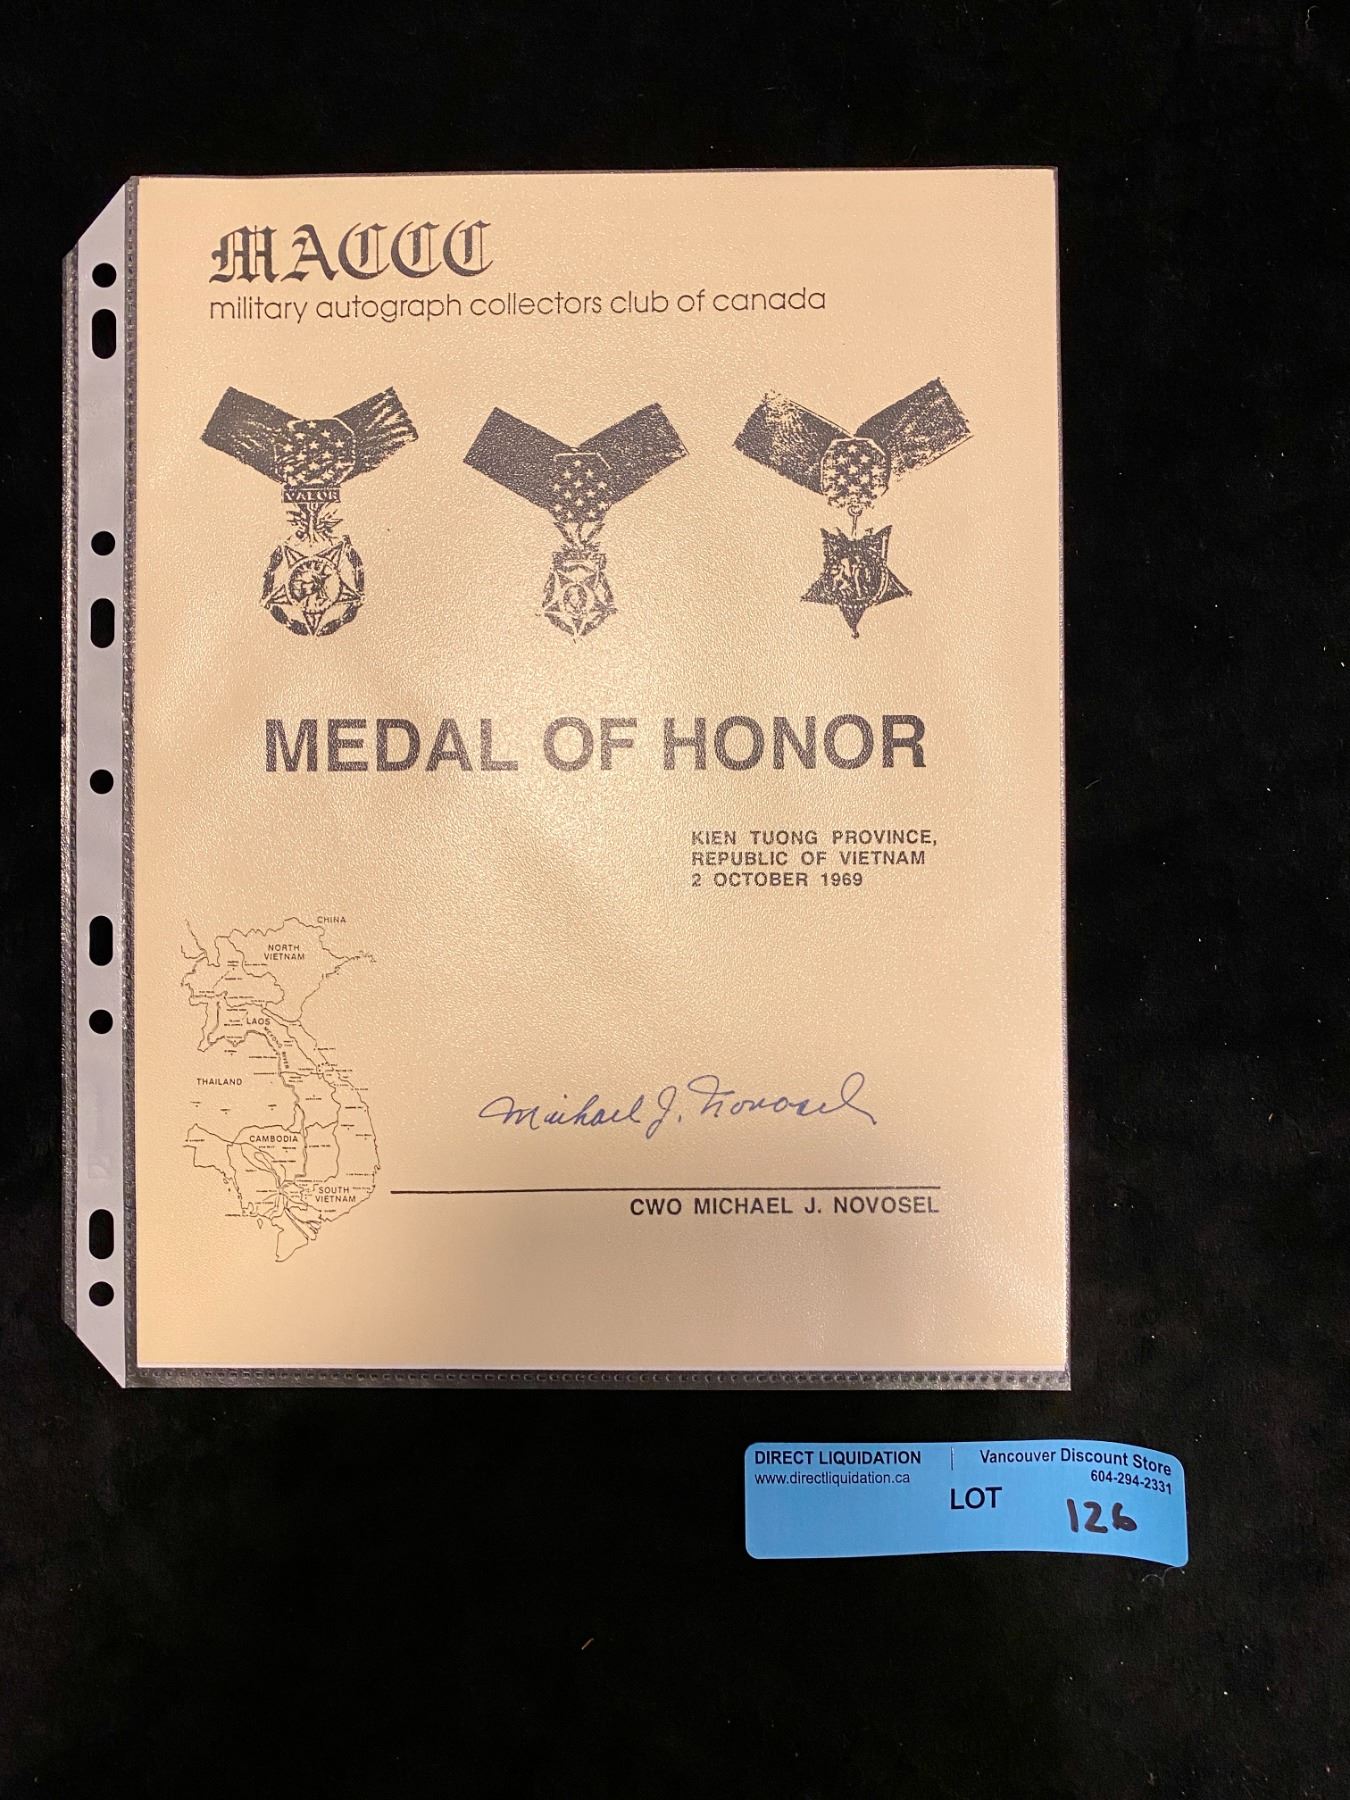 MACCC
military autograph collectors club of canada
VALOR
MEDAL OF HONOR
KIEN TUONG PROVINCE,
REPUBLIC OF VIETNAM
2 OCTOBER 1969
CHINA
NORTH
VIETNAM
LAOS
THAILAND
CAMBODIA
SOUTH
VIETNAM
Michael J. Novosel
CWO MICHAEL J. NOVOSEL
DIRECT LIQUIDATION | Vancouver Discount Store
www.directliquidation.ca 604-294-2331
LOT 126